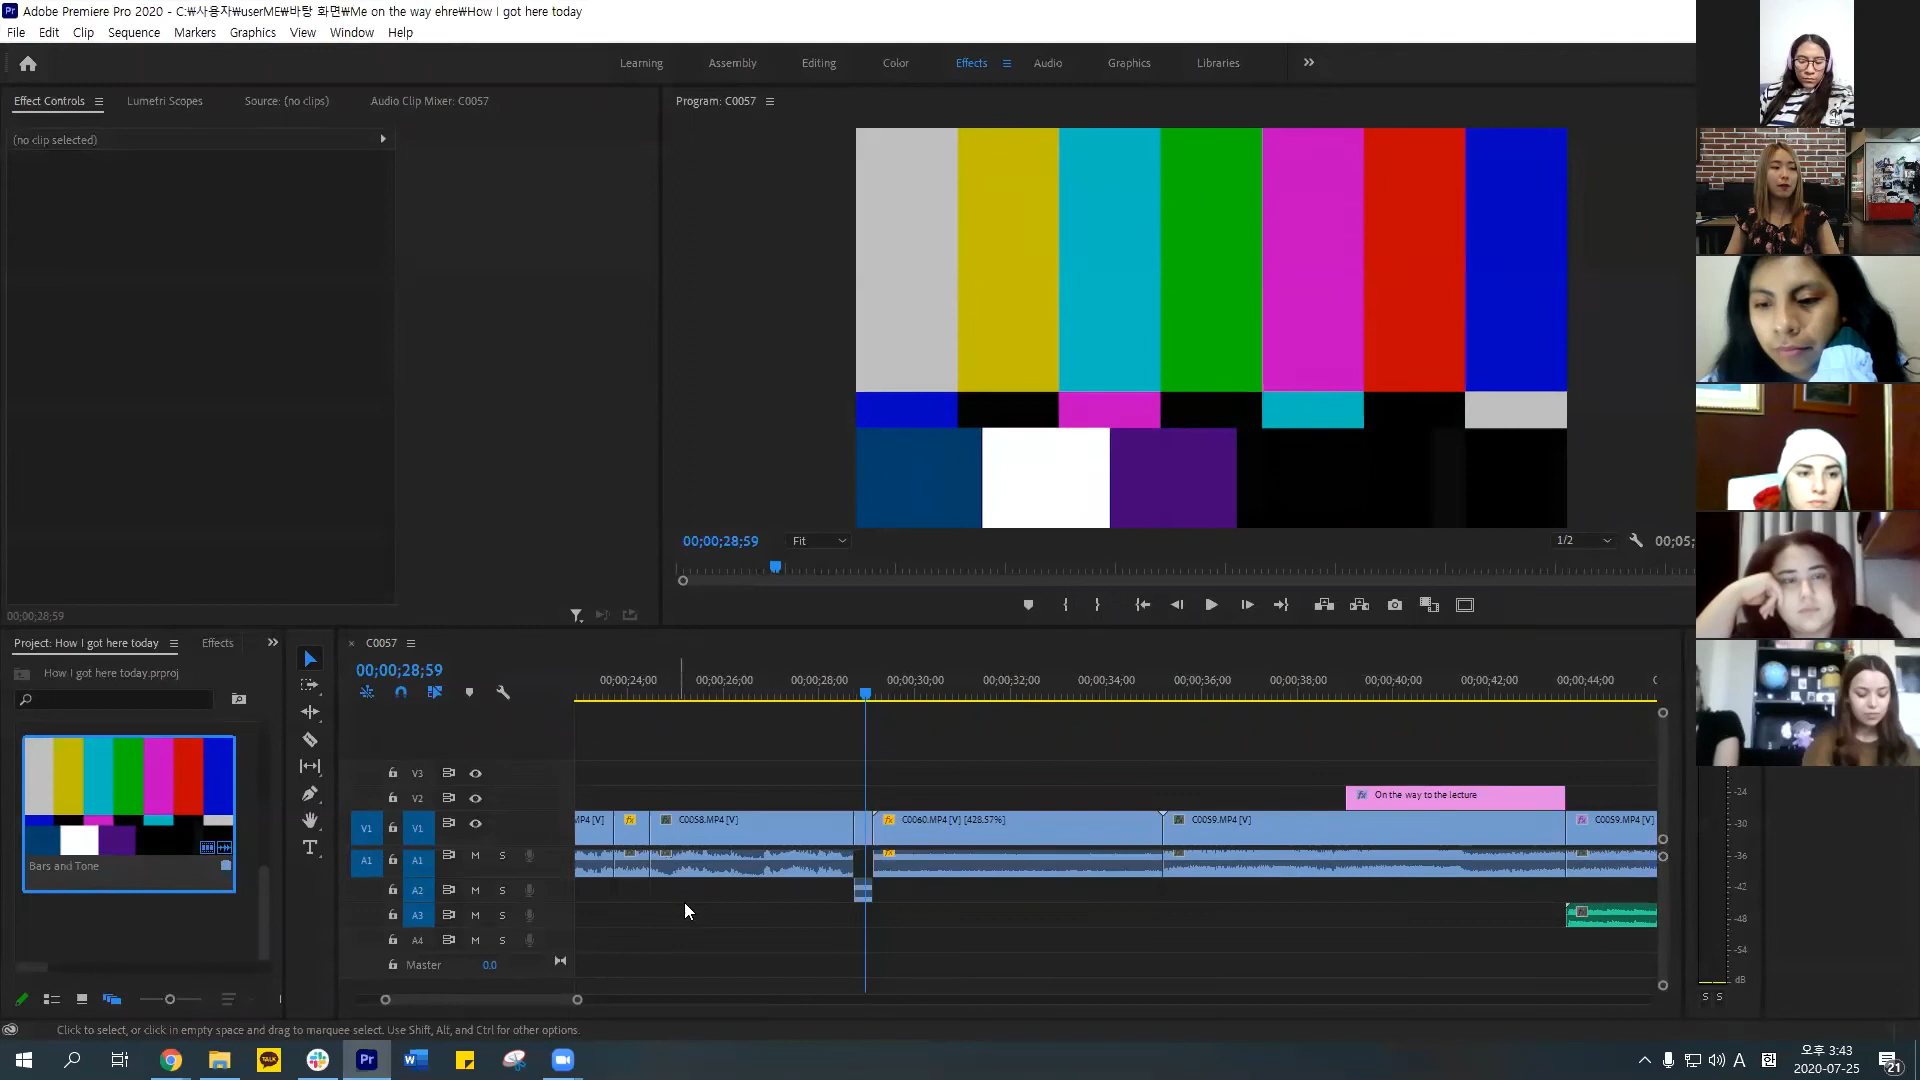 Adobe Premiere Pro 2020 - C:₩사용자₩userME₩바탕 화면₩Me on the way ehre₩How I got here today
File Edit Clip Sequence Markers Graphics View Window Help
Learning Assembly Editing Color Effects Audio Graphics Libraries
Effect Controls Lumetri Scopes Source: (no clips) Audio Clip Mixer: C0057
Program: C0057
(no clip selected)
00;00;28;59 Fit 1/2 00;05;
00;00;28;59
Project: How I got here today Effects
How I got here today.prproj
Bars and Tone
C0057
00;00;28;59
00;00;24;00 00;00;26;00 00;00;28;00 00;00;30;00 00;00;32;00 00;00;34;00 00;00;36;00 00;00;38;00 00;00;40;00 00;00;42;00 00;00;44;00
V3
V2 On the way to the lecture
V1 V1 MP4 [V] C0058.MP4 [V] C0060.MP4 [V] [428.57%] C0059.MP4 [V] C0059.MP4 [V]
A1 A1 M S
A2 M S
A3 M S
A4 M S
Master 0.0
-24
-30
-36
-42
-48
-54
dB
S S
Click to select, or click in empty space and drag to marquee select. Use Shift, Alt, and Ctrl for other options.
TALK
Pr
A 한
오후 3:43
2020-07-25
21